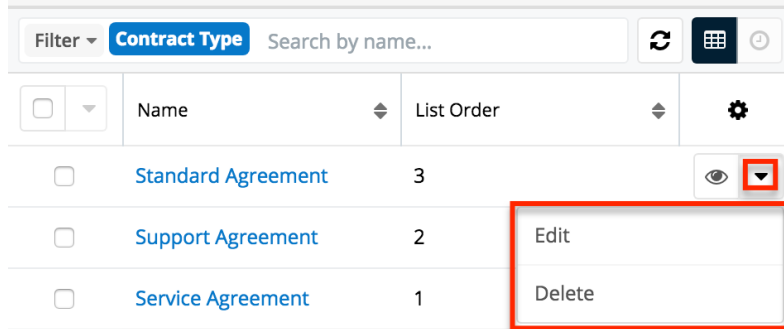 Filter Contract Type Search by name...
Name List Order
Standard Agreement 3
Support Agreement 2 Edit
Service Agreement 1 Delete